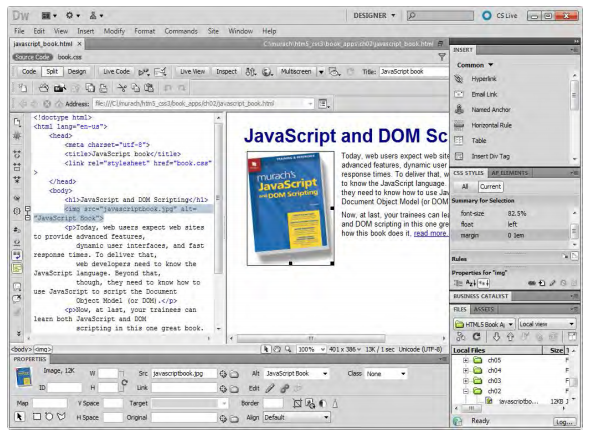 Dw
DESIGNER
CS Live
File Edit View Insert Modify Format Commands Site Window Help
javascript_book.html ×
C:\murach\html5_css3\book_apps\ch02\javascript_book.html
Source Code book.css
Code Split Design Live Code Live View Inspect Multiscreen Title: JavaScript book
Address: file:///C|/murach/html5_css3/book_apps/ch02/javascript_book.html
<!doctype html>
<html lang="en-us">
<head>
<meta charset="utf-8">
<title>JavaScript book</title>
<link rel="stylesheet" href="book.css"
>
</head>
<body>
<h1>JavaScript and DOM Scripting</h1>
<img src="javascriptbook.jpg" alt=
"JavaScript Book">
<p>Today, web users expect web sites
to provide advanced features,
dynamic user interfaces, and fast
response times. To deliver that,
web developers need to know the
JavaScript language. Beyond that,
though, they need to know how to
use JavaScript to script the Document
Object Model (or DOM).</p>
<p>Now, at last, your trainees can
learn both JavaScript and DOM
scripting in this one great book.
JavaScript and DOM Sc
TRAINING & REFERENCE
murach's
JavaScript
and DOM Scripting
Today, web users expect web site
advanced features, dynamic user
response times. To deliver that, w
to know the JavaScript language.
they need to know how to use Jav
Document Object Model (or DOM
Now, at last, your trainees can lea
and DOM scripting in this one gre
how this book does it, read more.
<body> <img>
100% 401 x 386 13K / 1 sec Unicode (UTF-8)
PROPERTIES
Image, 12K W Src javascriptbook.jpg Alt JavaScript Book Class None
ID H Link Edit
Map V Space Target Border
H Space Original Align Default
INSERT
Common
Hyperlink
Email Link
Named Anchor
Horizontal Rule
Table
Insert Div Tag
CSS STYLES AP ELEMENTS
All Current
Summary for Selection
font-size 82.5%
float left
margin 0 1em
Rules
Properties for "img"
BUSINESS CATALYST
FILES ASSETS
HTML5 Book Ap Local view
Local Files Size
ch05 F
ch04 F
ch03 F
ch02 F
javascriptbo... 12KB
Ready Log...